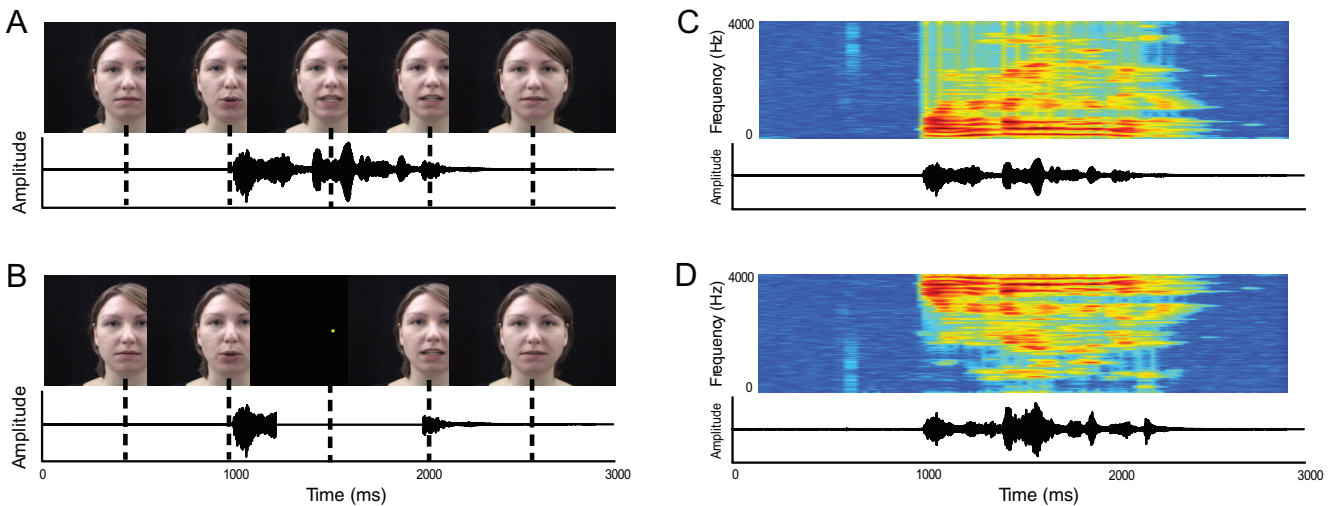 A
Amplitude
B
Amplitude
0 1000 2000 3000
Time (ms)
C
4000
Frequency (Hz)
0
Amplitude
D
4000
Frequency (Hz)
0
Amplitude
0 1000 2000 3000
Time (ms)